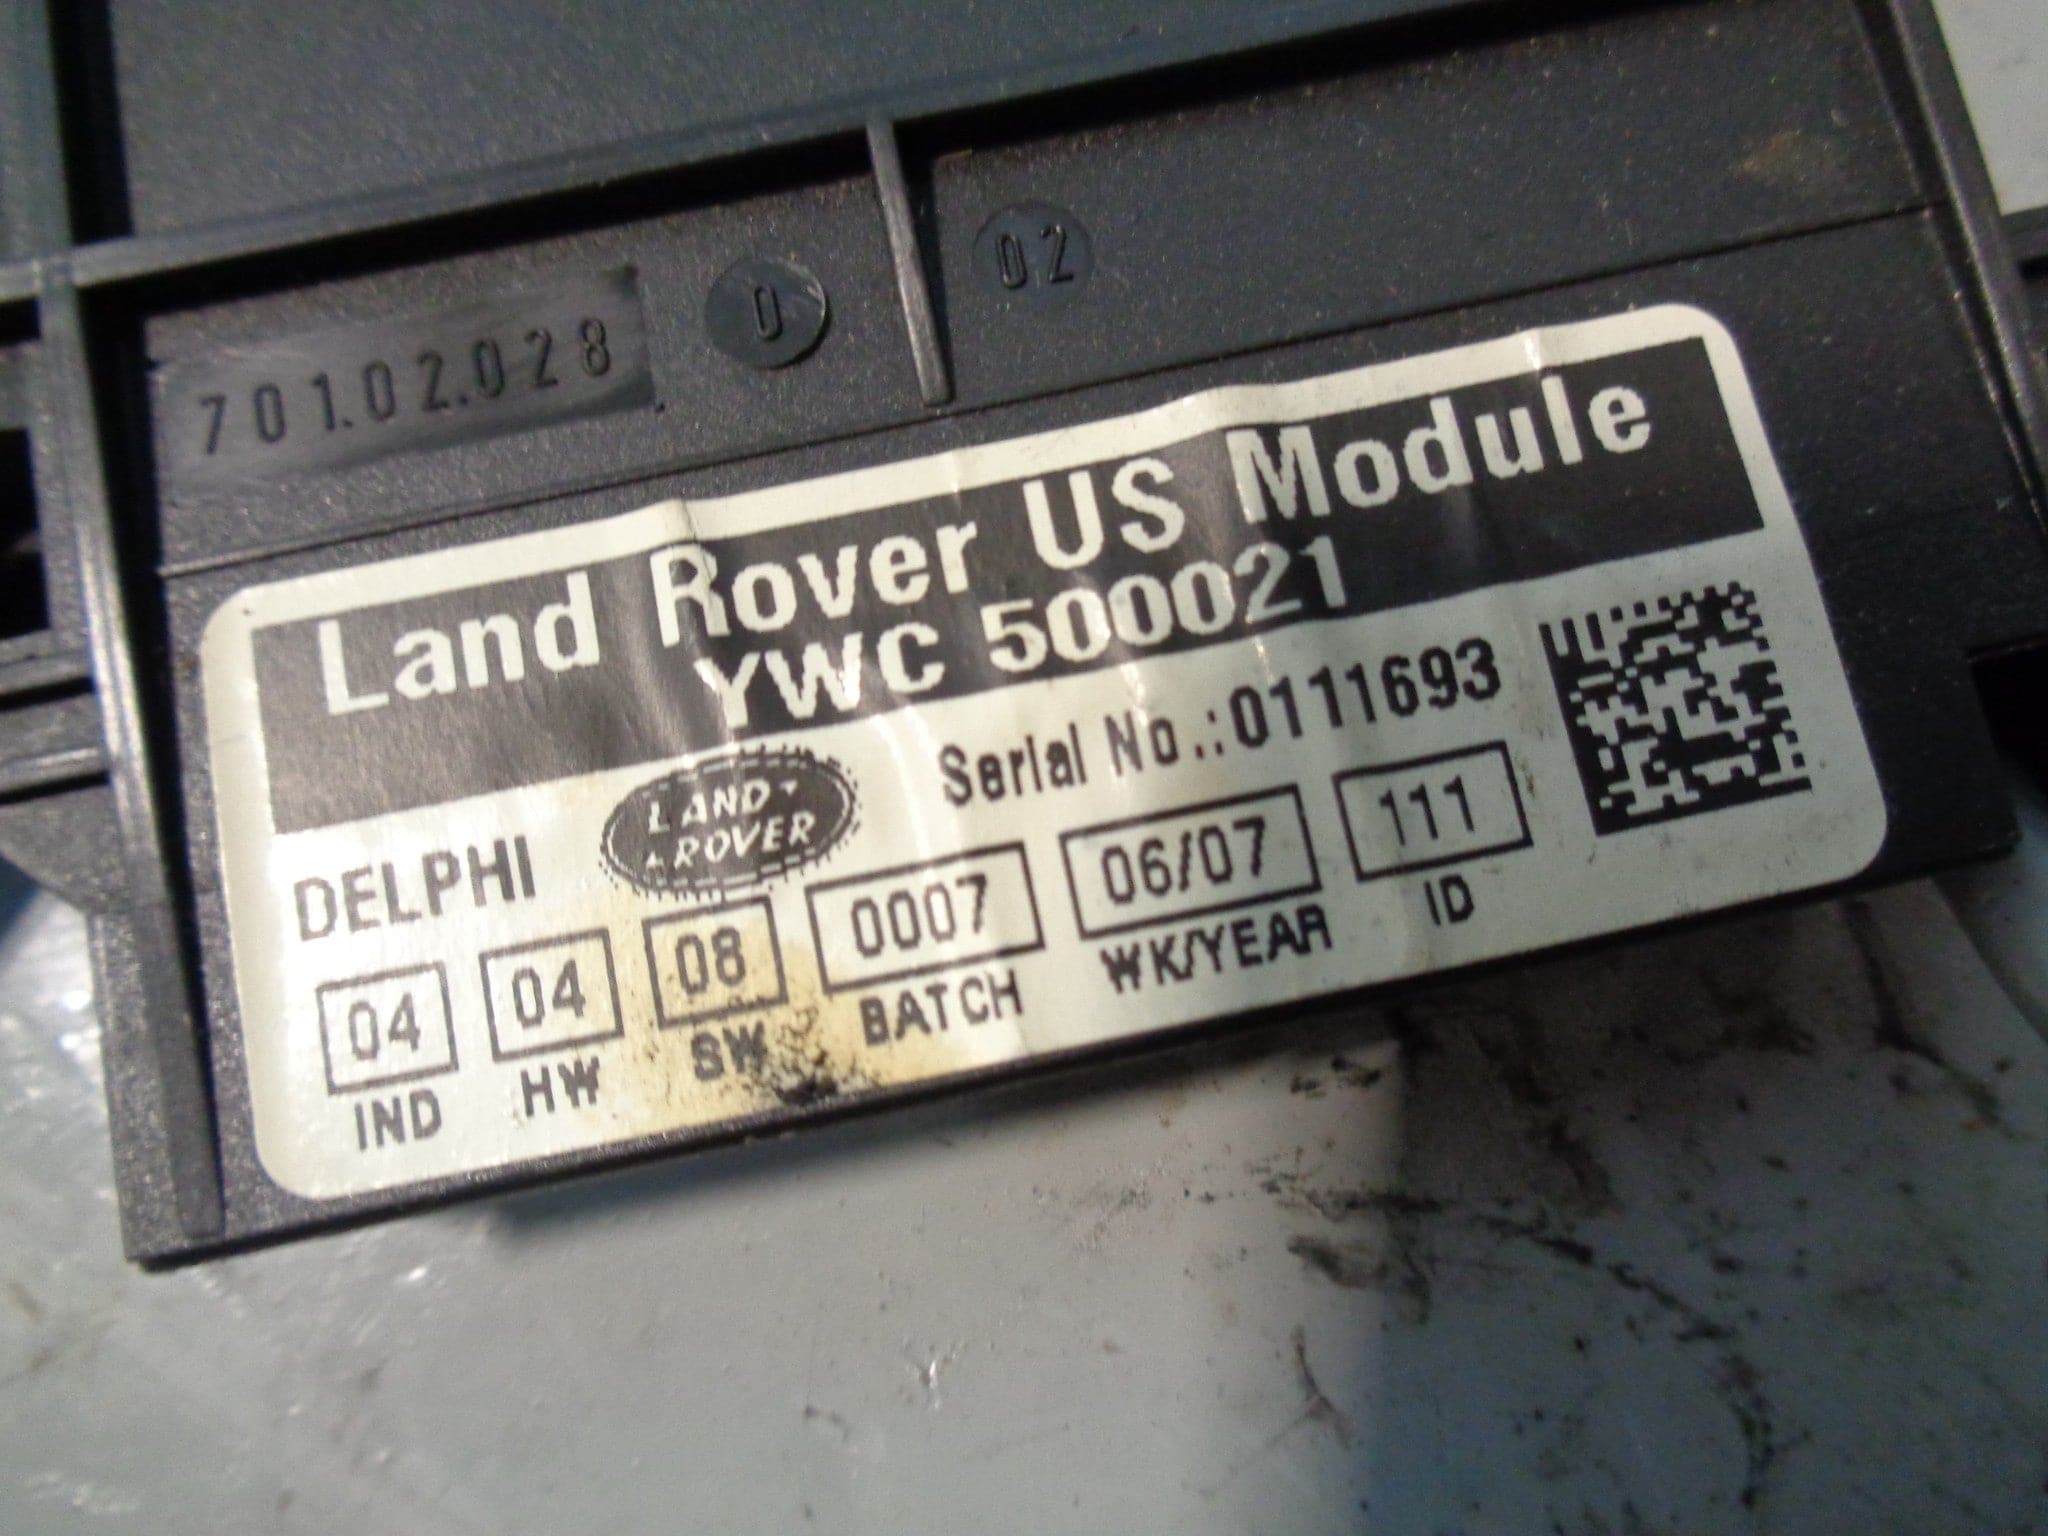 701.02.028
0
02
Land Rover US Module
YWC 500021
Serial No.:0111693
DELPHI
LAND
ROVER
04 04 08 0007 06/07 111
IND HW SW BATCH WK/YEAR ID